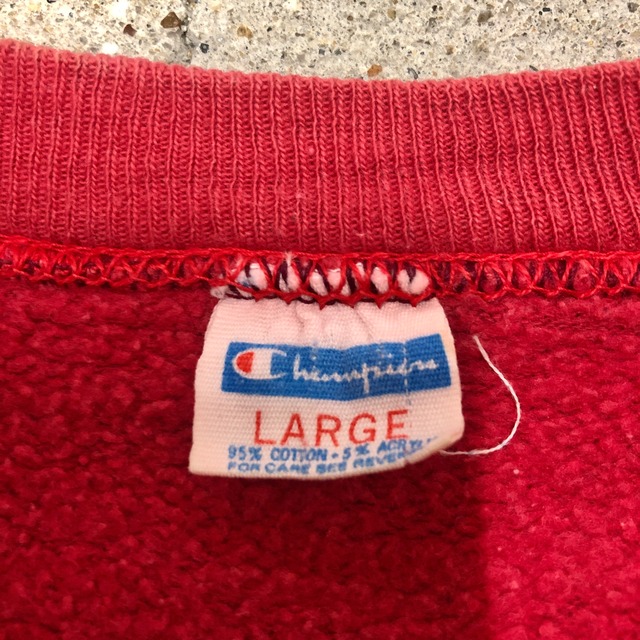 Champion
LARGE
95% COTTON • 5% ACRYLIC
FOR CARE SEE REVERSE